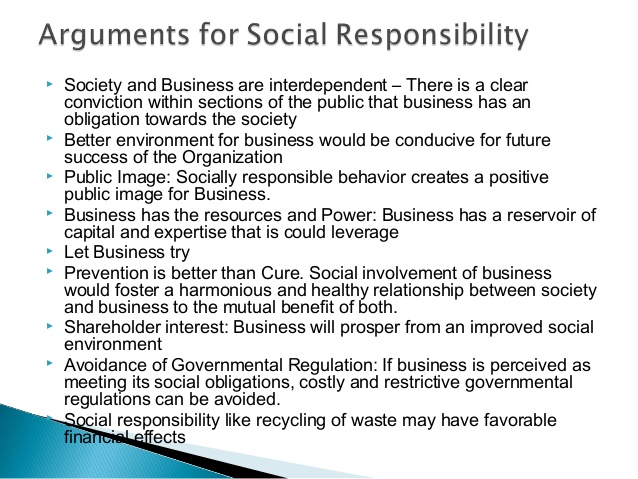 Arguments for Social Responsibility
Society and Business are interdependent – There is a clear
conviction within sections of the public that business has an
obligation towards the society
Better environment for business would be conducive for future
success of the Organization
Public Image: Socially responsible behavior creates a positive
public image for Business.
Business has the resources and Power: Business has a reservoir of
capital and expertise that is could leverage
Let Business try
Prevention is better than Cure. Social involvement of business
would foster a harmonious and healthy relationship between society
and business to the mutual benefit of both.
Shareholder interest: Business will prosper from an improved social
environment
Avoidance of Governmental Regulation: If business is perceived as
meeting its social obligations, costly and restrictive governmental
regulations can be avoided.
Social responsibility like recycling of waste may have favorable
financial effects